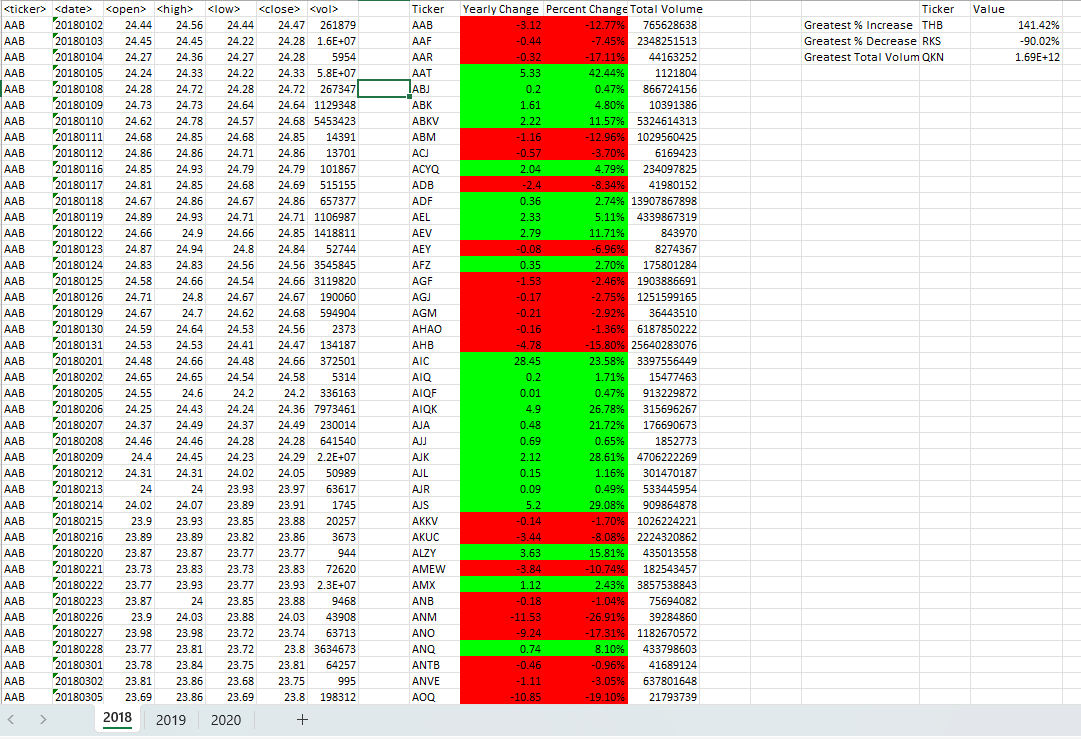 <ticker> <date> <open> <high> <low> <close> <vol> Ticker Yearly Change Percent Change Total Volume Ticker Value
AAB 20180102 24.44 24.56 24.44 24.47 261879 AAB -3.12 -12.77% 765628638 Greatest % Increase THB 141.42%
AAB 20180103 24.45 24.45 24.22 24.28 1.6E+07 AAF -0.44 -7.45% 2348251513 Greatest % Decrease RKS -90.02%
AAB 20180104 24.27 24.36 24.27 24.28 5954 AAR -0.32 -17.11% 44163252 Greatest Total Volum QKN 1.69E+12
AAB 20180105 24.24 24.33 22.22 24.33 5.8E+07 AAT 5.33 42.44% 1121804
AAB 20180108 24.28 24.72 24.28 24.72 267347 ABJ 0.2 0.47% 866724156
AAB 20180109 24.73 24.73 24.64 24.64 1129348 ABK 1.61 4.80% 10391386
AAB 20180110 24.62 24.78 24.57 24.68 5453423 ABKV 2.22 11.57% 5324614313
AAB 20180111 24.68 24.85 24.68 24.85 14391 ABM -1.16 -12.96% 1029560425
AAB 20180112 24.86 24.86 24.71 24.86 13701 ACJ -0.57 -3.70% 6169423
AAB 20180116 24.85 24.93 24.79 24.79 101867 ACYQ 2.04 4.79% 234097825
AAB 20180117 24.81 24.85 24.68 24.69 515155 ADB -2.4 -8.34% 41980152
AAB 20180118 24.67 24.86 24.67 24.86 657377 ADF 0.36 2.74% 13907867898
AAB 20180119 24.89 24.93 24.71 24.71 1106987 AEL 2.33 5.11% 4339867319
AAB 20180122 24.66 24.9 24.66 24.85 1418811 AEV 2.79 11.71% 843970
AAB 20180123 24.87 24.94 24.8 24.84 52744 AEY -0.08 -6.96% 8274367
AAB 20180124 24.83 24.83 24.56 24.56 3545845 AFZ 0.35 2.70% 175801284
AAB 20180125 24.58 24.66 24.54 24.66 3119820 AGF -1.53 -2.46% 1903886691
AAB 20180126 24.71 24.8 24.67 24.67 190060 AGJ -0.17 -2.75% 1251599165
AAB 20180129 24.67 24.7 24.62 24.68 594904 AGM -0.21 -2.92% 36443510
AAB 20180130 24.59 24.64 24.53 24.56 2373 AHAO -0.16 -1.36% 6187850222
AAB 20180131 24.53 24.53 24.41 24.47 134187 AHB -4.78 -15.80% 25640283076
AAB 20180201 24.48 24.66 24.48 24.66 372501 AIC 28.45 23.58% 3397556449
AAB 20180202 24.65 24.65 24.54 24.58 5314 AIQ 0.2 1.71% 15477463
AAB 20180205 24.55 24.6 24.2 24.2 336163 AIQF 0.01 0.47% 913229872
AAB 20180206 24.25 24.43 24.24 24.36 7973461 AIQK 4.9 26.78% 315696267
AAB 20180207 24.37 24.49 24.37 24.49 230014 AJA 0.48 21.72% 176690673
AAB 20180208 24.46 24.46 24.28 24.28 641540 AJJ 0.69 0.65% 1852773
AAB 20180209 24.4 24.45 24.23 24.29 2.2E+07 AJK 2.12 28.61% 4706222269
AAB 20180212 24.31 24.31 24.02 24.05 50989 AJL 0.15 1.16% 301470187
AAB 20180213 24 24 23.93 23.97 63617 AJR 0.09 0.49% 533445954
AAB 20180214 24.02 24.07 23.89 23.91 1745 AJS 5.2 29.08% 909864878
AAB 20180215 23.9 23.93 23.85 23.88 20257 AKKV -0.14 -1.70% 1026224221
AAB 20180216 23.89 23.89 23.82 23.86 3673 AKUC -3.44 -8.08% 2224320862
AAB 20180220 23.87 23.87 23.77 23.77 944 ALZY 3.63 15.81% 435013558
AAB 20180221 23.73 23.83 23.73 23.83 72620 AMEW -3.84 -10.74% 182543457
AAB 20180222 23.77 23.93 23.77 23.93 2.3E+07 AMX 1.12 2.43% 3857538843
AAB 20180223 23.87 24 23.85 23.88 9468 ANB -0.18 -1.04% 75694082
AAB 20180226 23.9 24.03 23.88 24.03 43908 ANM -11.53 -26.91% 39284860
AAB 20180227 23.98 23.98 23.72 23.74 63713 ANO -9.24 -17.31% 1182670572
AAB 20180228 23.77 23.81 23.72 23.8 3634673 ANQ 0.74 8.10% 433798603
AAB 20180301 23.78 23.84 23.75 23.81 64257 ANTB -0.46 -0.96% 41689124
AAB 20180302 23.81 23.86 23.68 23.75 995 ANVE -1.11 -3.05% 637801648
AAB 20180305 23.69 23.86 23.69 23.8 198312 AOQ -10.85 -19.10% 21793739
2018 2019 2020